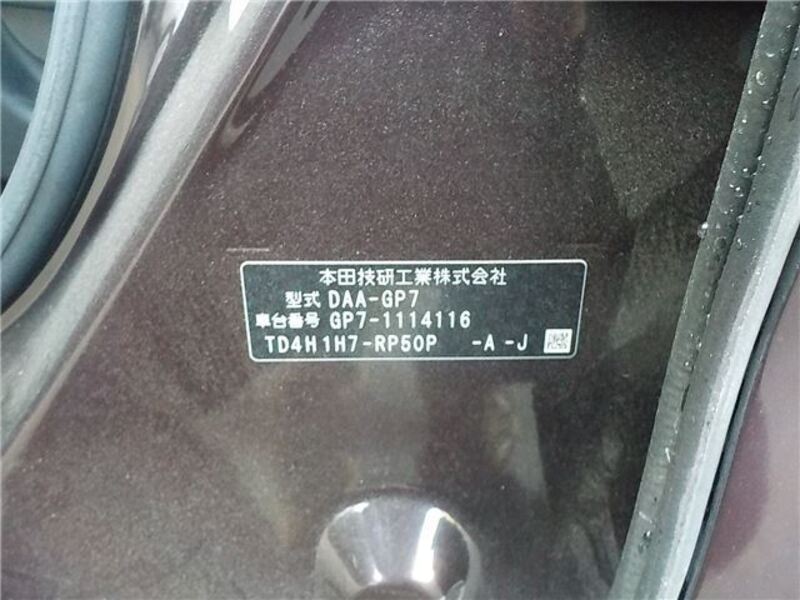 本田技研工業株式会社
型式 DAA-GP7
車台番号 GP7-1114116
TD4H1H7-RP50P -A -J